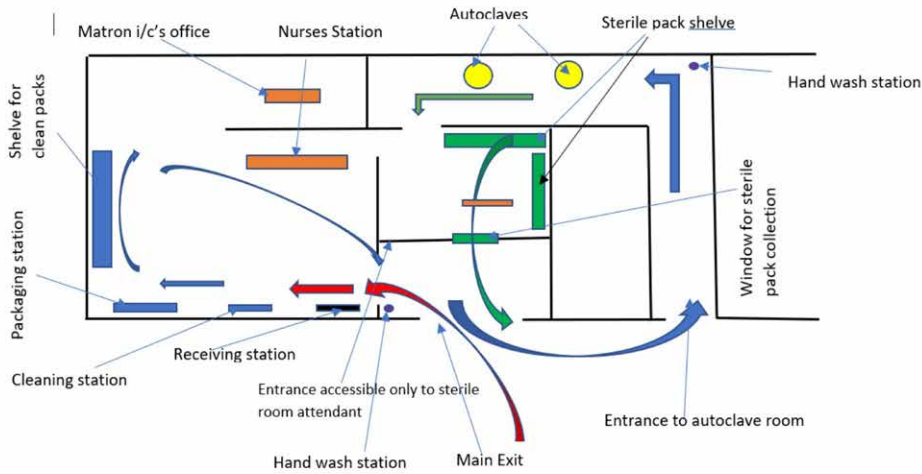 Autoclaves
Matron i/c's office
Nurses Station
Sterile pack shelve
Hand wash station
Shelve for
clean packs
Packaging station
Window for sterile
pack collection
Receiving station
Cleaning station
Entrance accessible only to sterile
room attendant
Entrance to autoclave room
Hand wash station
Main Exit